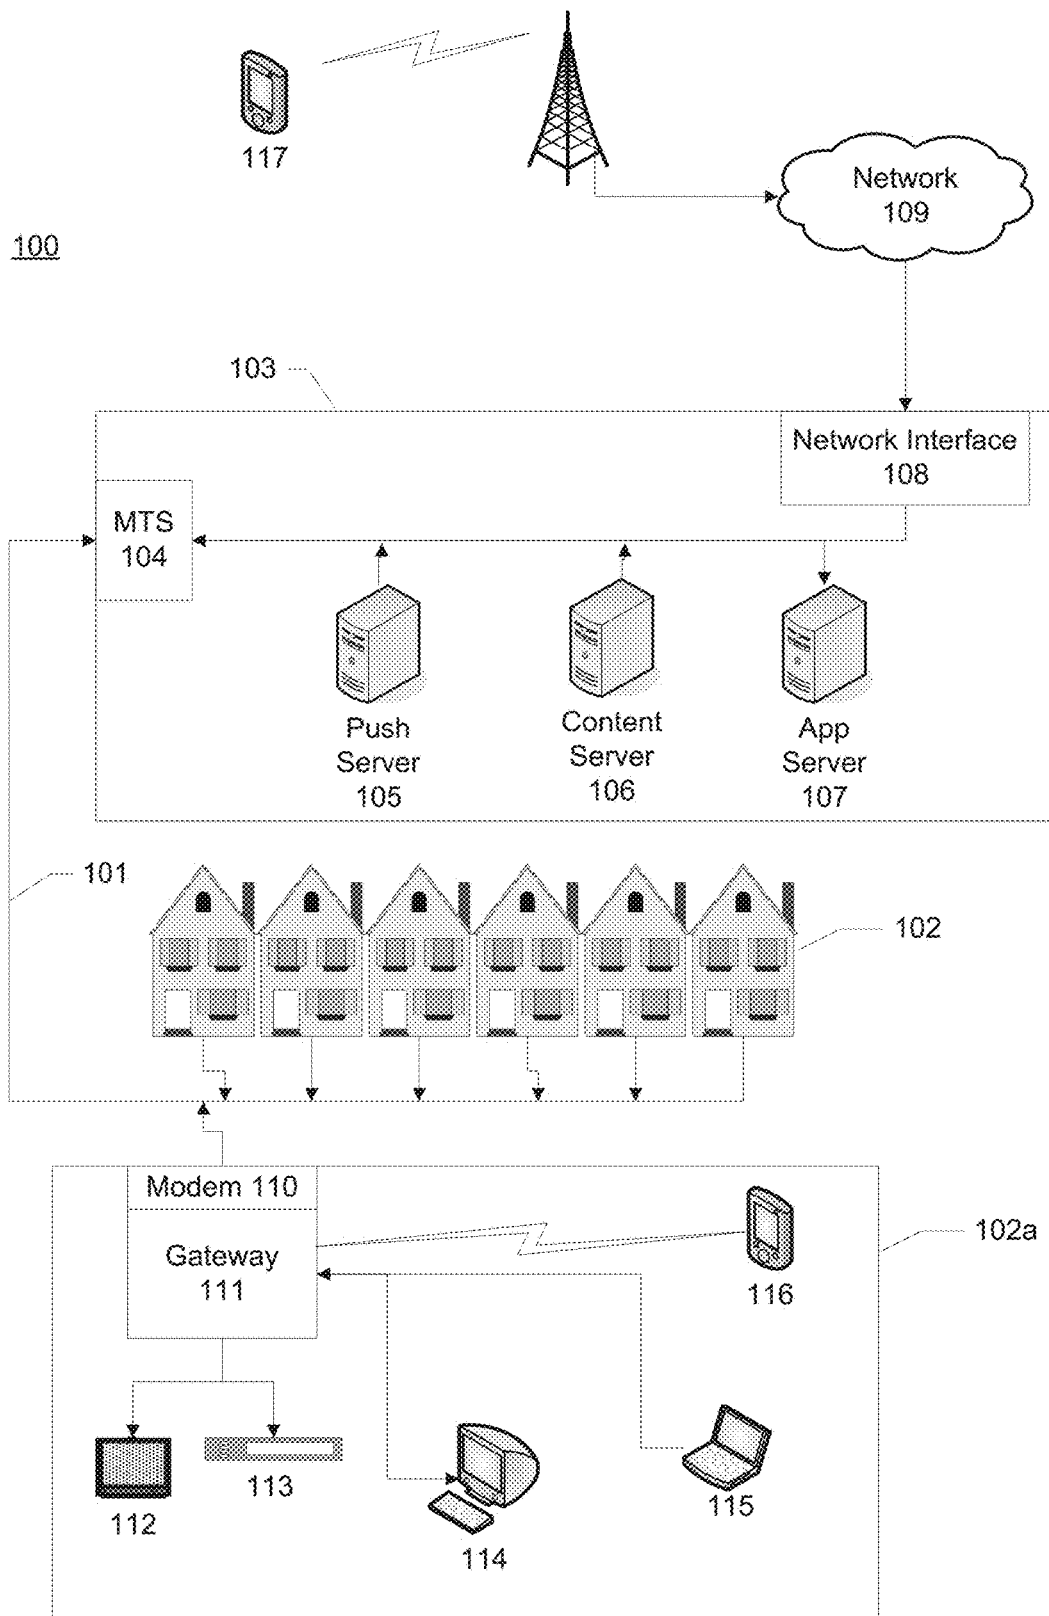 117
Network
109
100
103
Network Interface
108
MTS
104
Push
Server
105
Content
Server
106
App
Server
107
101
102
Modem 110
Gateway
111
102a
116
112
113
114
115